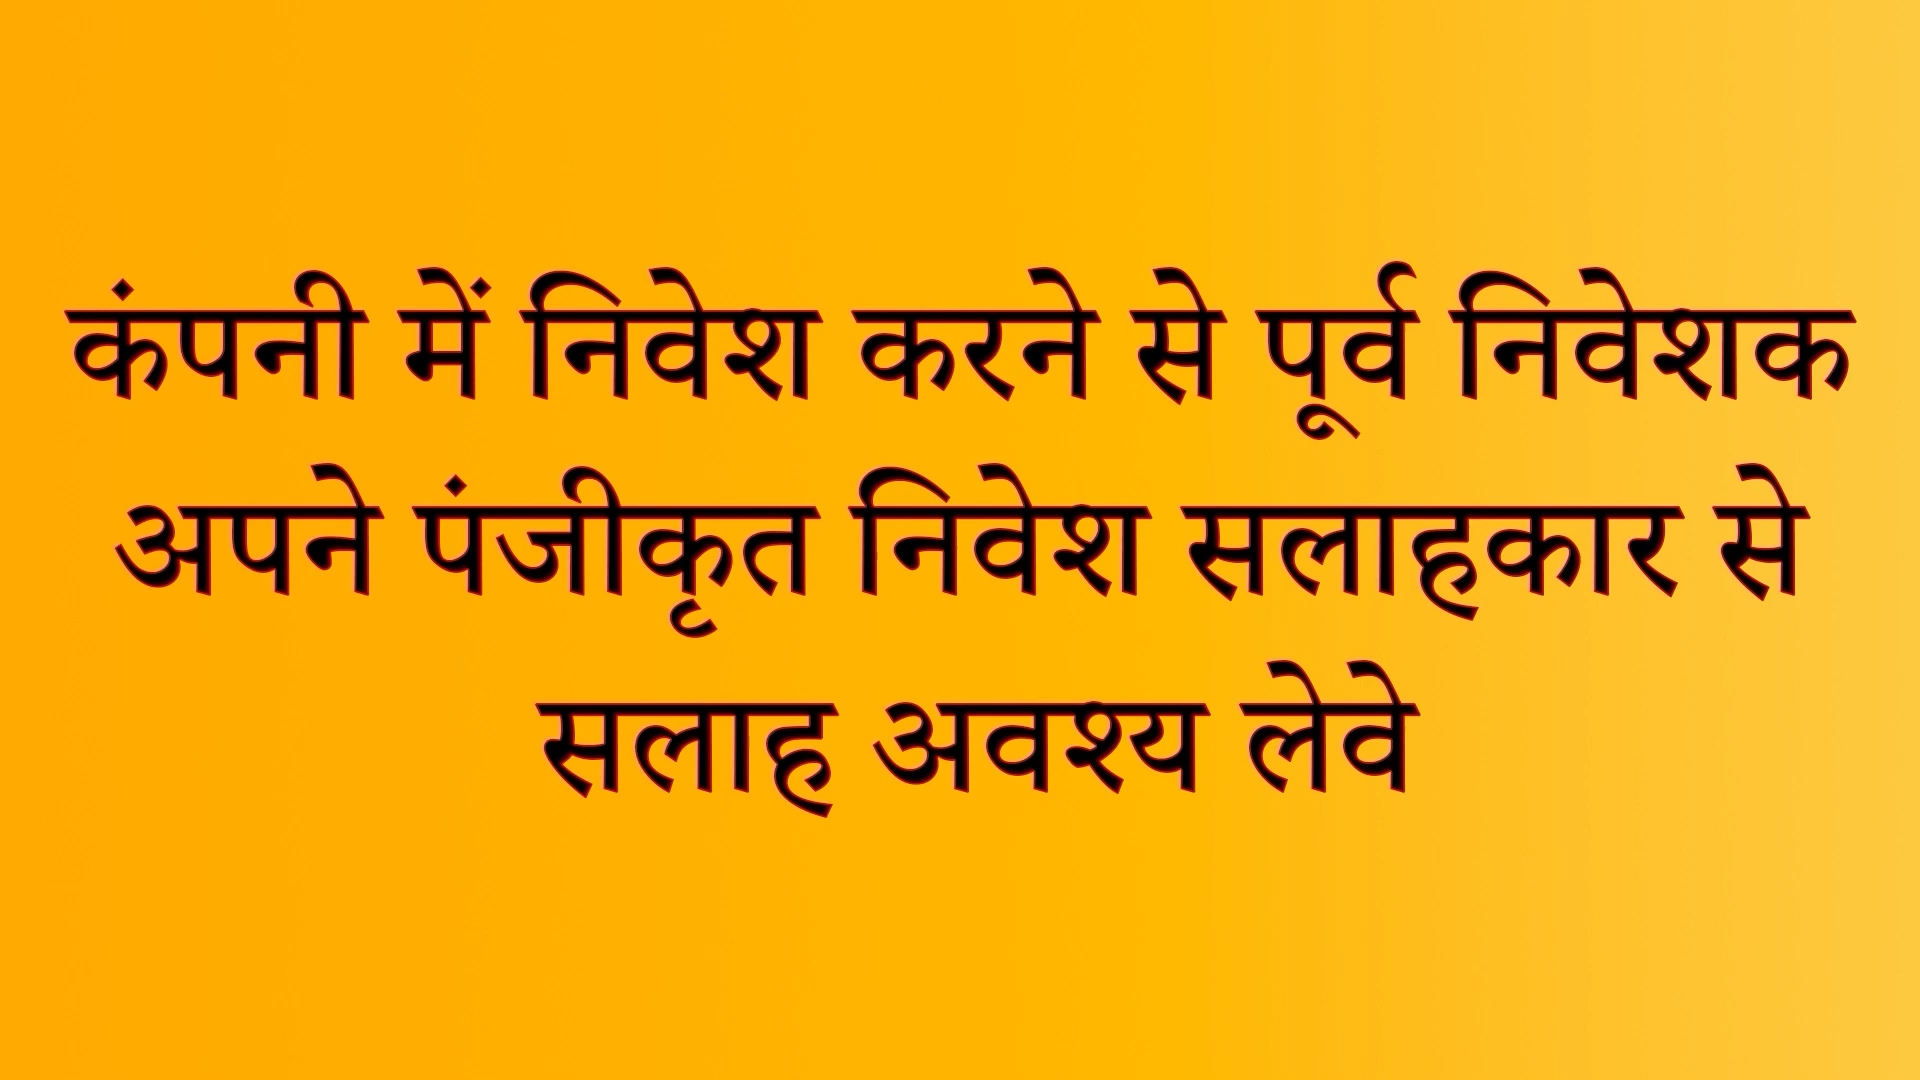 कंपनी में निवेश करने से पूर्व निवेशक
अपने पंजीकृत निवेश सलाहकार से
सलाह अवश्य लेवे